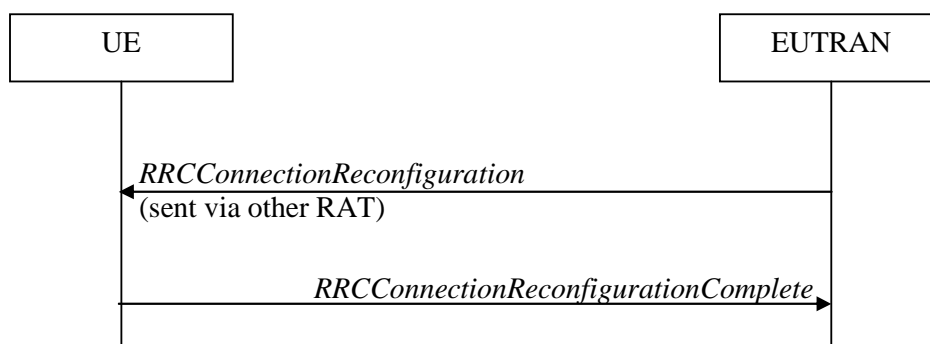 UE
EUTRAN
RRCConnectionReconfiguration
(sent via other RAT)
RRCConnectionReconfigurationComplete